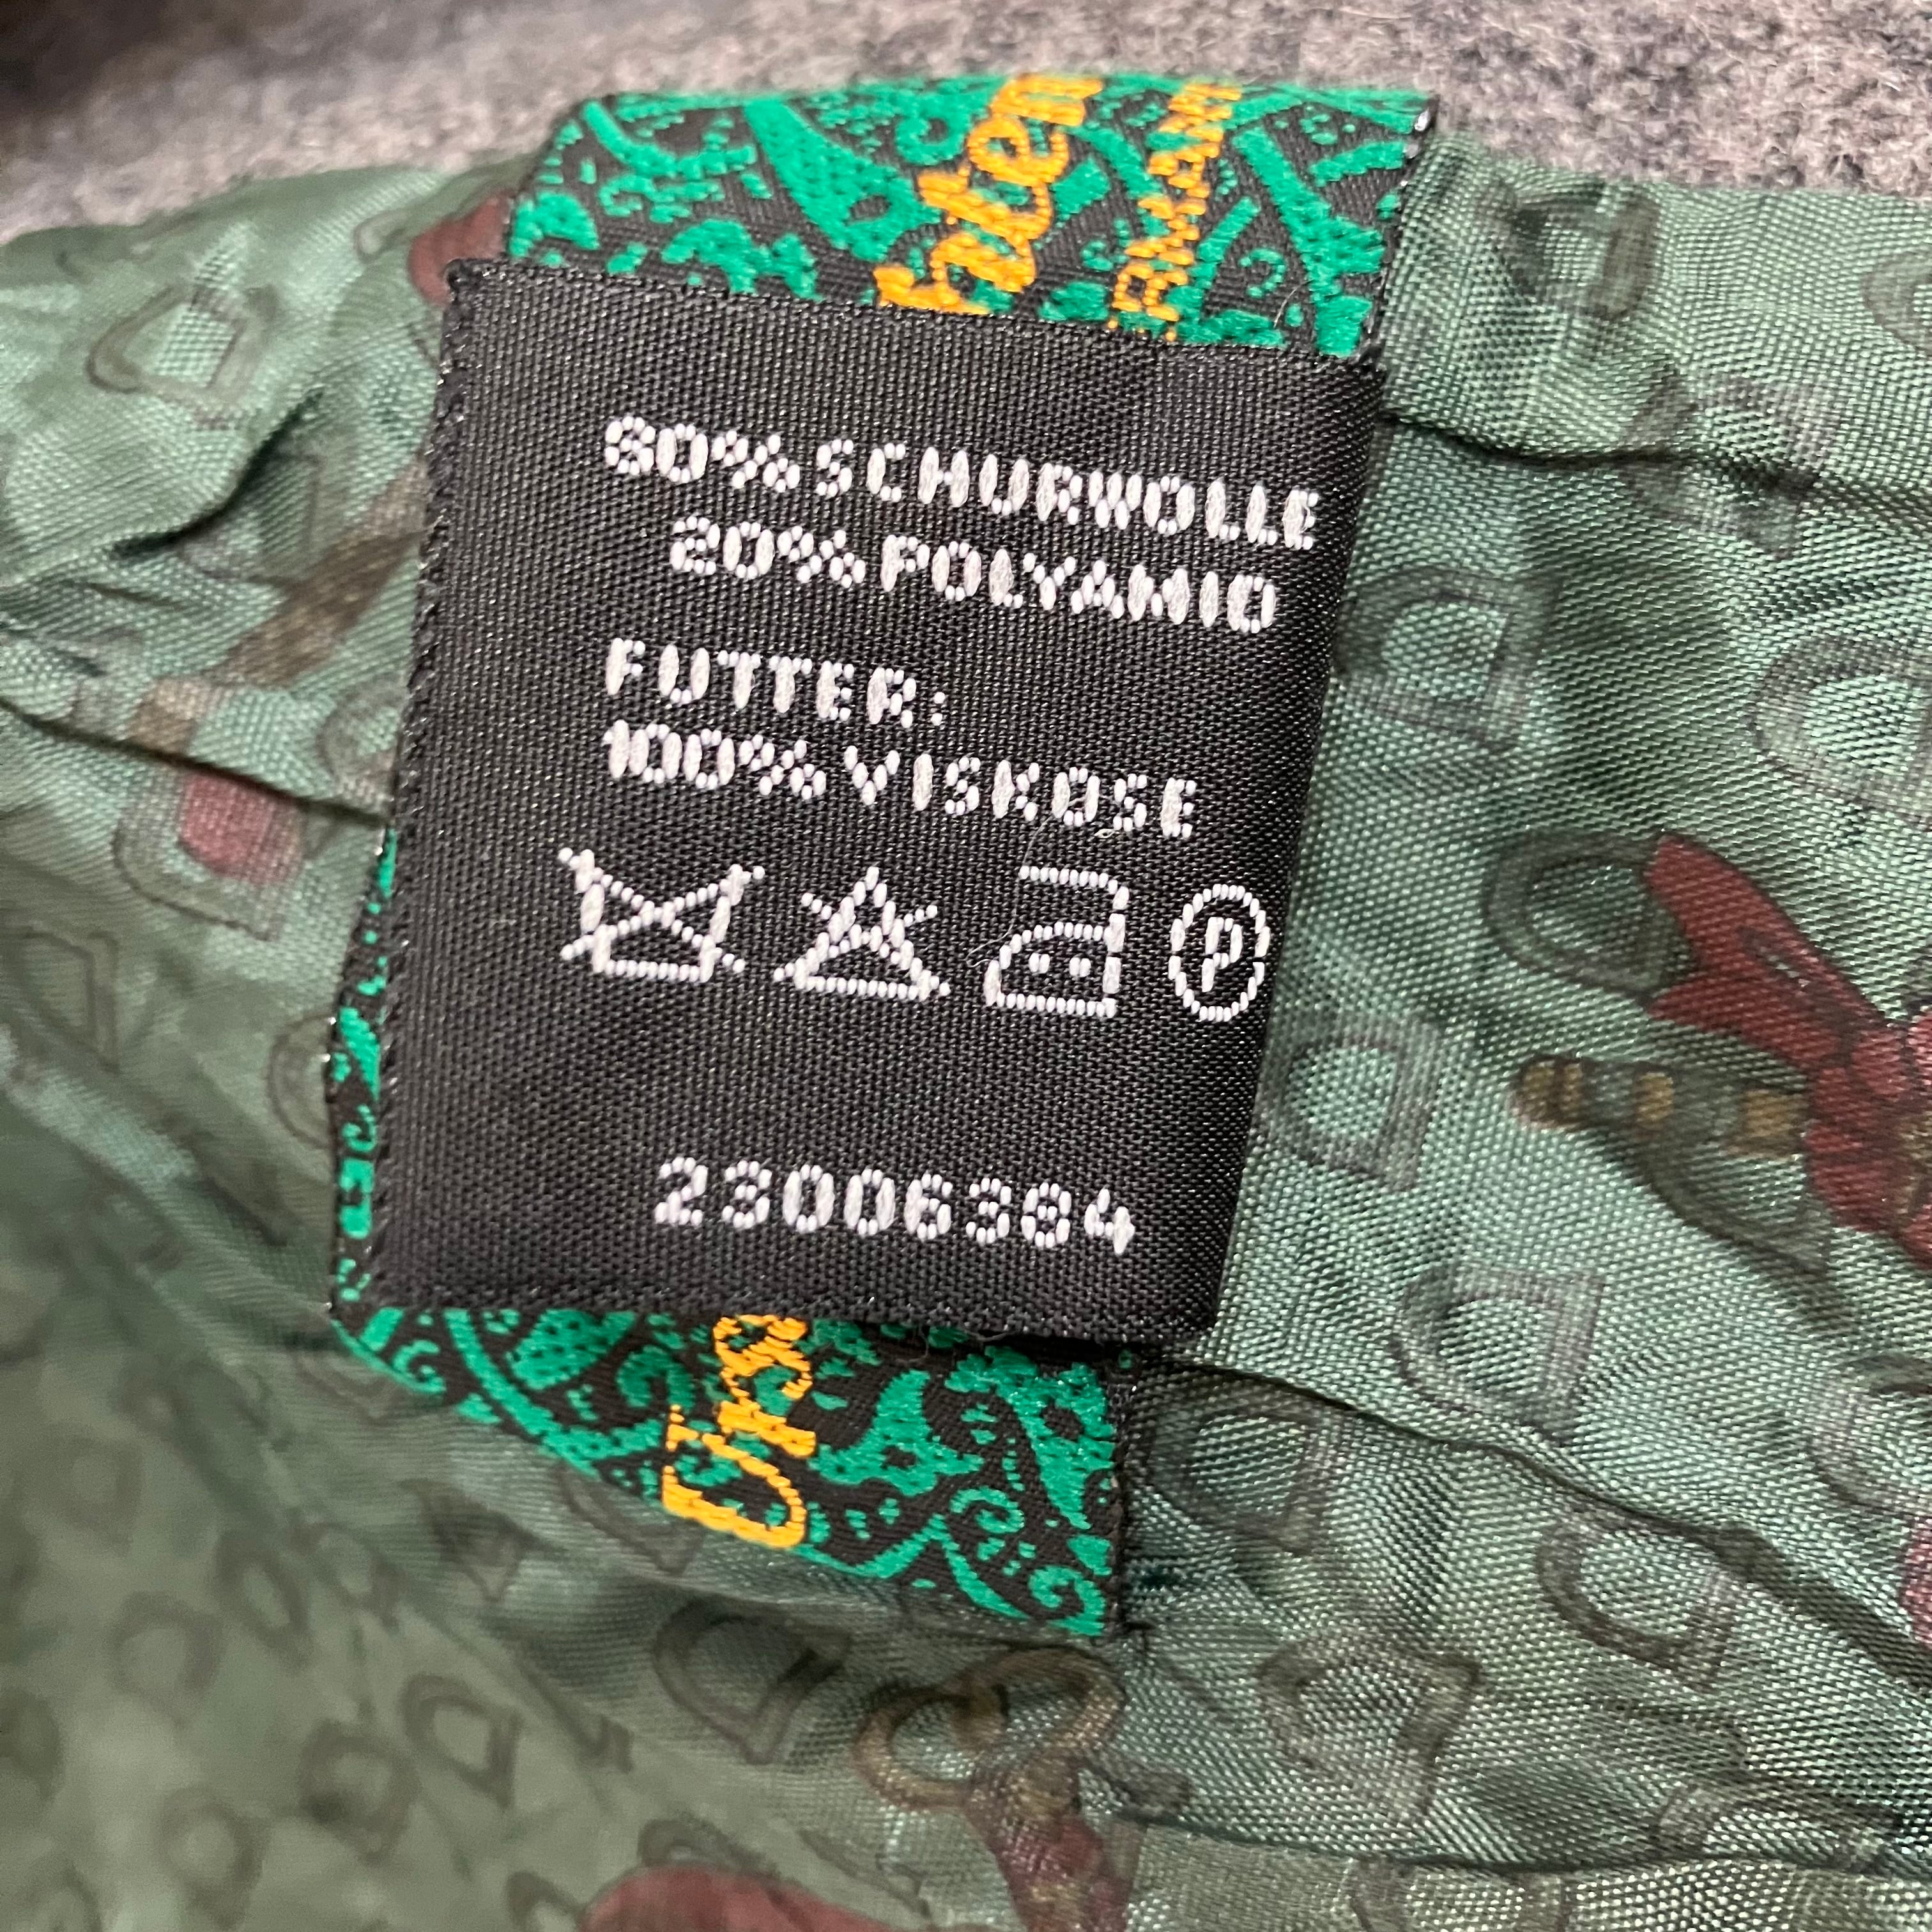 80% SCHURWOLLE
20% POLYAMID
FUTTER:
100% VISKOSE
P
23006384